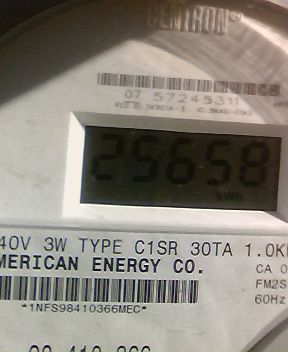 CENTRON®
07 57245311
25658
kWh
40V 3W TYPE C1SR 30TA 1.0K
MERICAN ENERGY CO.
CA 0
FM2S
60Hz
*1NFS98410366MEC*